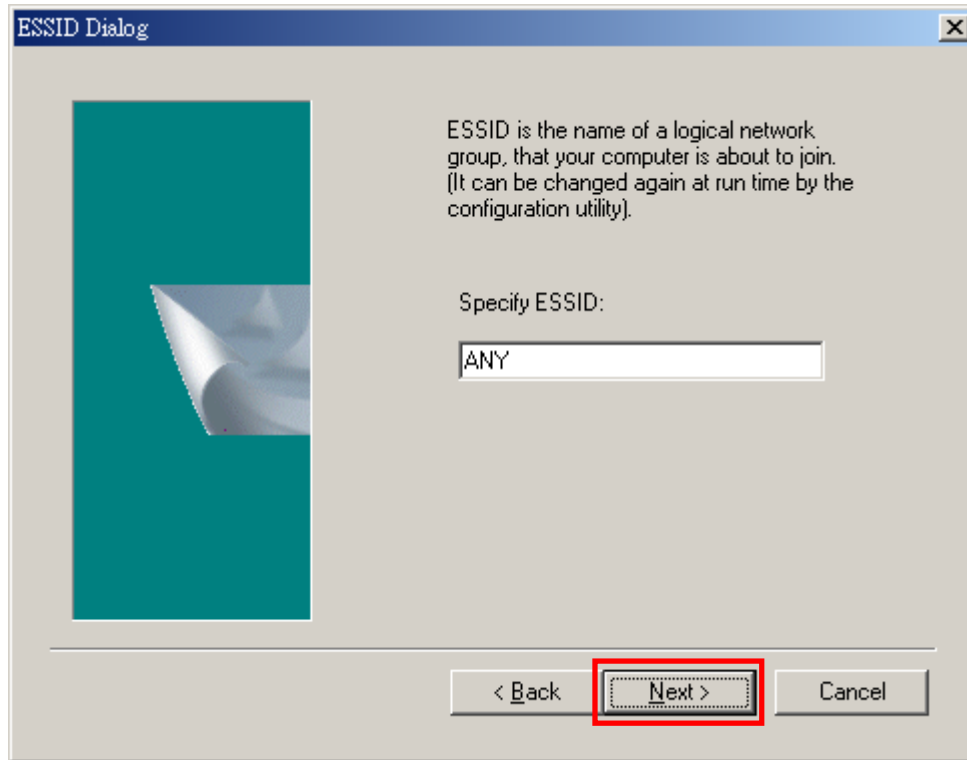 ESSID Dialog
ESSID is the name of a logical network
group, that your computer is about to join.
(It can be changed again at run time by the
configuration utility).
Specify ESSID:
ANY
< Back
Next >
Cancel